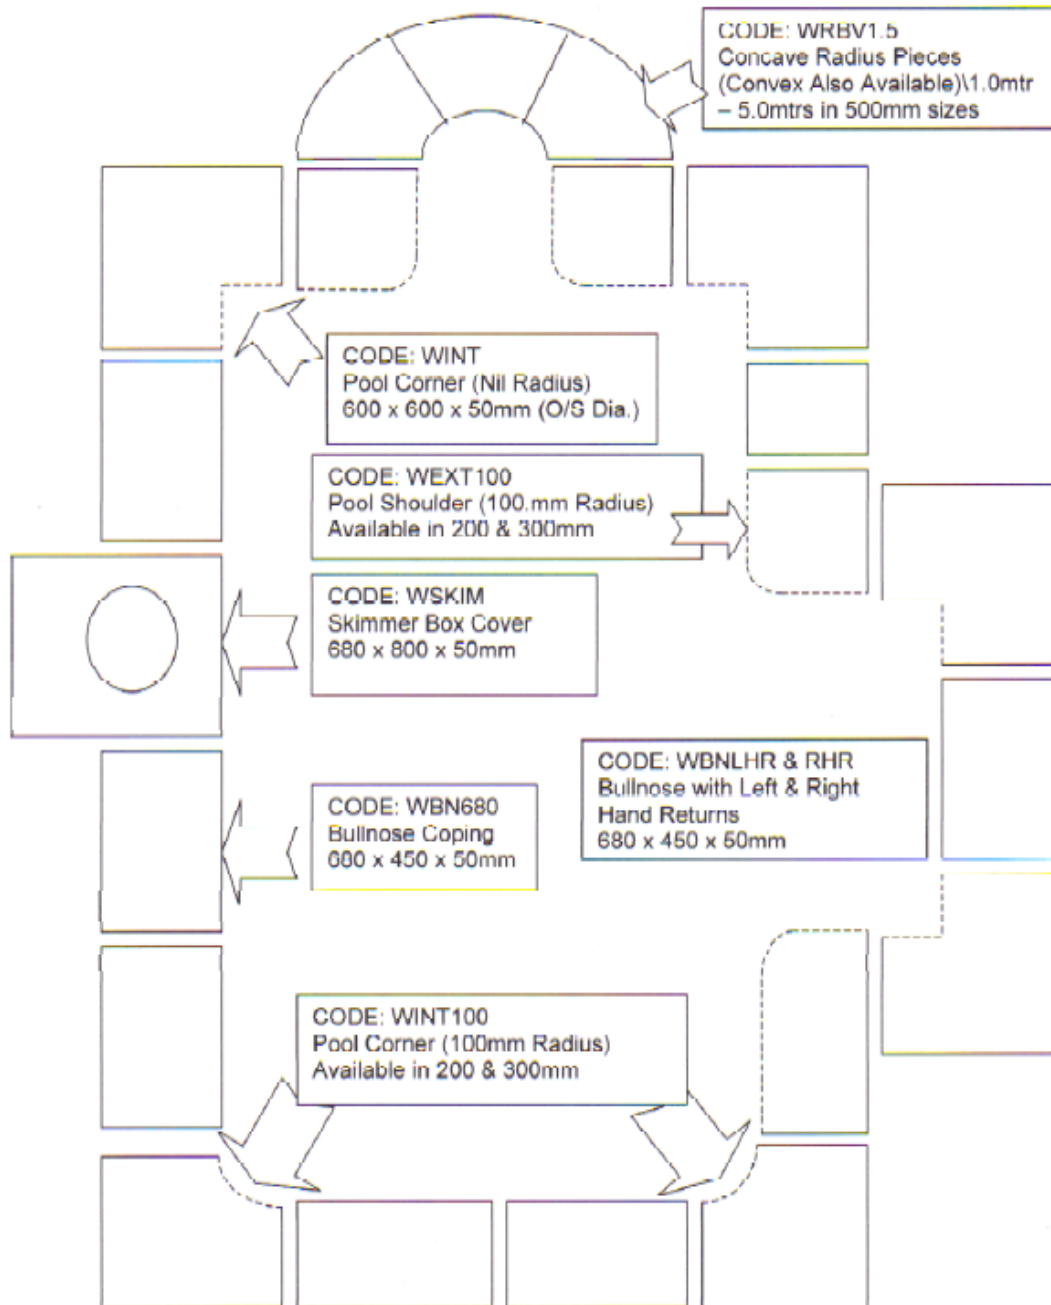 CODE: WRBV1.5
Concave Radius Pieces
(Convex Also Available)\1.0mtr
– 5.0mtrs in 500mm sizes
CODE: WINT
Pool Corner (Nil Radius)
600 x 600 x 50mm (O/S Dia.)
CODE: WEXT100
Pool Shoulder (100.mm Radius)
Available in 200 & 300mm
CODE: WSKIM
Skimmer Box Cover
680 x 800 x 50mm
CODE: WBNLHR & RHR
Bullnose with Left & Right
Hand Returns
680 x 450 x 50mm
CODE: WBN680
Bullnose Coping
680 x 450 x 50mm
CODE: WINT100
Pool Corner (100mm Radius)
Available in 200 & 300mm